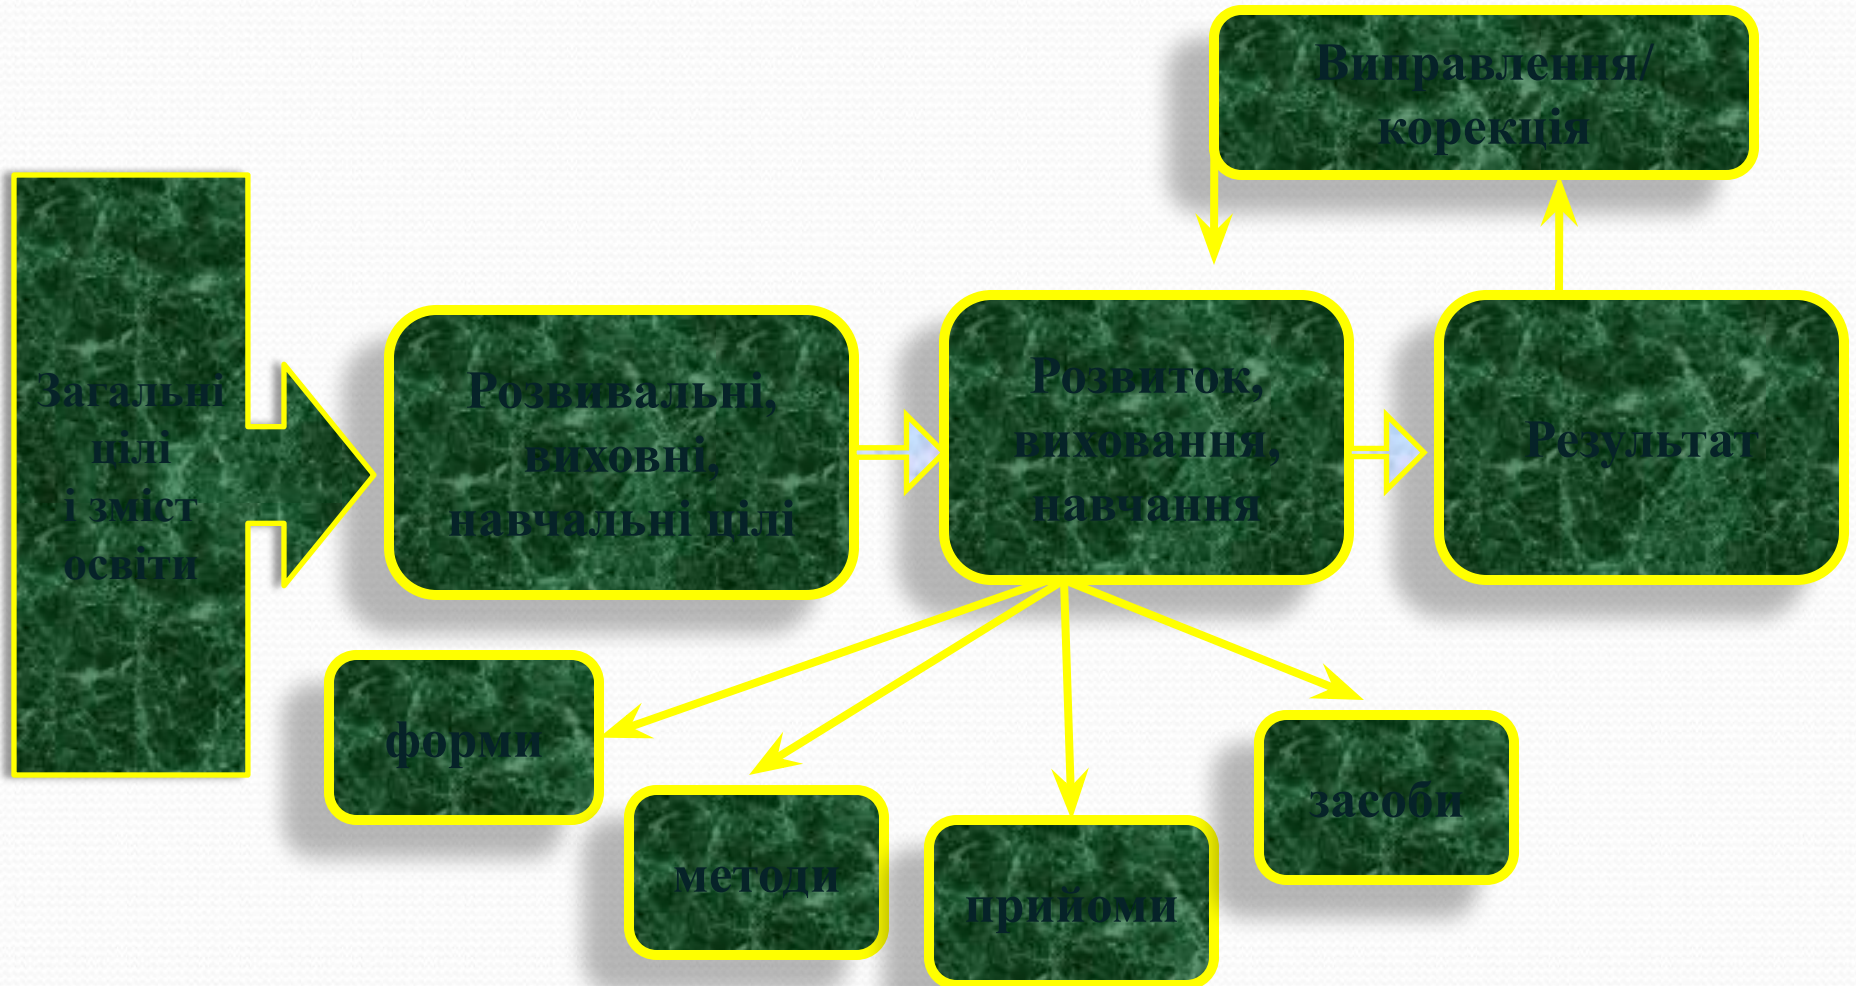 Виправлення/
корекція
Загальні
цілі
і зміст
освіти
Розвивальні,
виховні,
навчальні цілі
Розвиток,
виховання,
навчання
Результат
форми
методи
прийоми
засоби